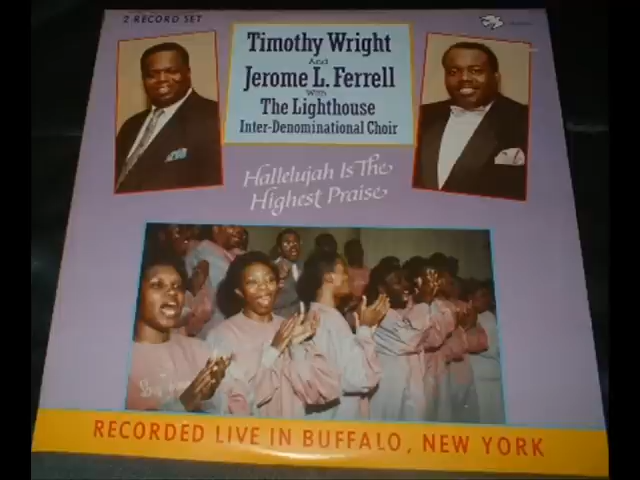 2 RECORD SET
Timothy Wright
And
Jerome L. Ferrell
With
The Lighthouse
Inter-Denominational Choir
Hallelujah Is The
Highest Praise
RECORDED LIVE IN BUFFALO, NEW YORK